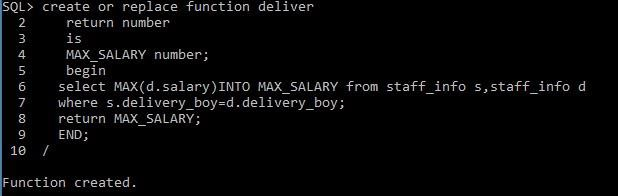 SQL> create or replace function deliver
2 return number
3 is
4 MAX_SALARY number;
5 begin
6 select MAX(d.salary)INTO MAX_SALARY from staff_info s,staff_info d
7 where s.delivery_boy=d.delivery_boy;
8 return MAX_SALARY;
9 END;
10 /
Function created.